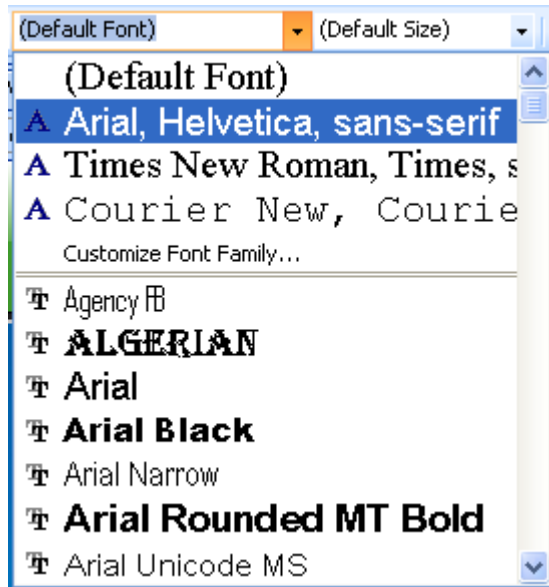 (Default Font) (Default Size)
(Default Font)
Arial, Helvetica, sans-serif
Times New Roman, Times, s
Courier New, Courie
Customize Font Family...
Agency FB
ALGERIAN
Arial
Arial Black
Arial Narrow
Arial Rounded MT Bold
Arial Unicode MS